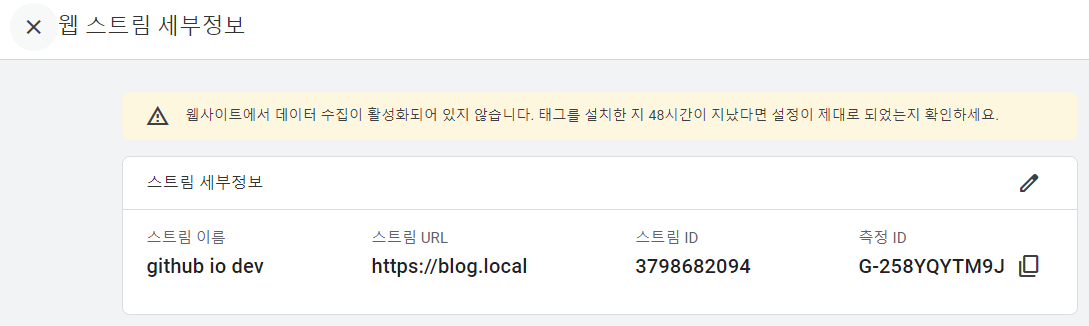 웹 스트림 세부정보
웹사이트에서 데이터 수집이 활성화되어 있지 않습니다. 태그를 설치한 지 48시간이 지났다면 설정이 제대로 되었는지 확인하세요.
스트림 세부정보
스트림 이름 스트림 URL 스트림 ID 측정 ID
github io dev https://blog.local 3798682094 G-258YQYTM9J